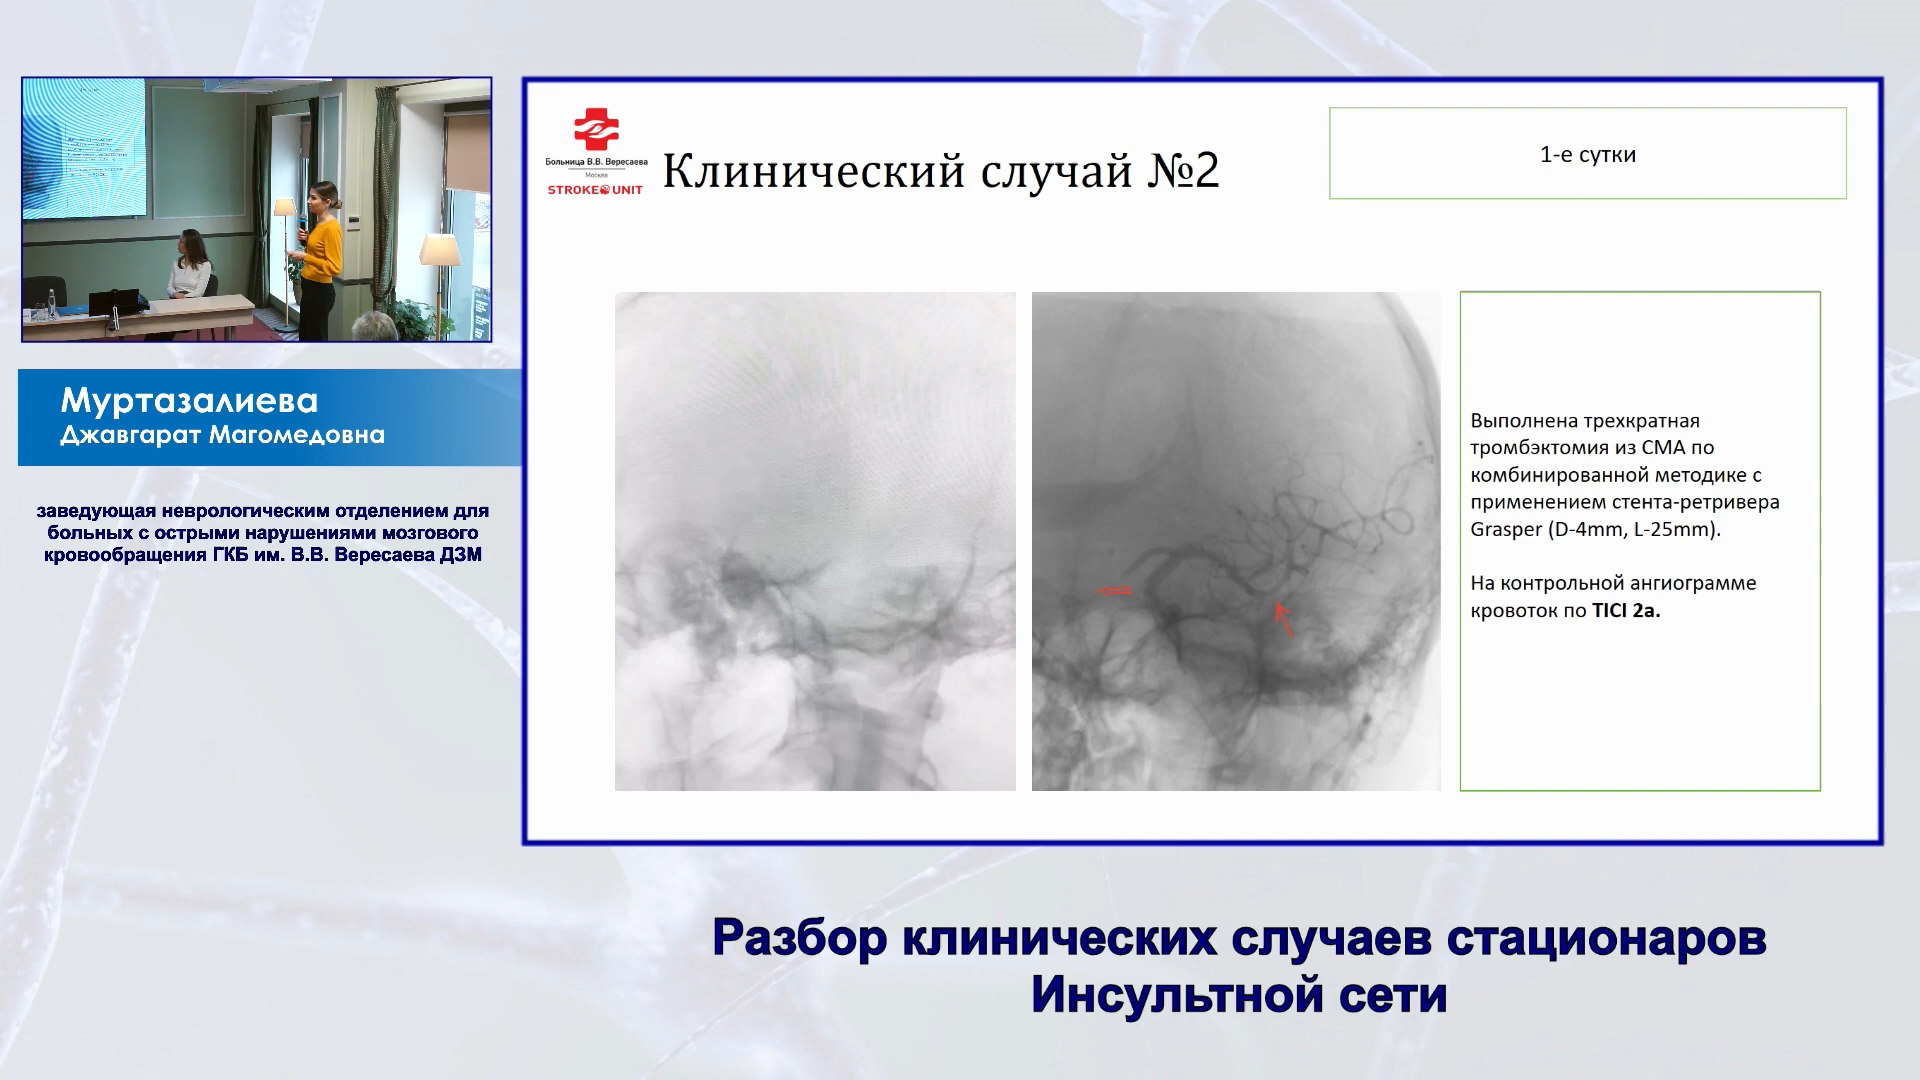 Муртазалиева
Джавгарат Магомедовна
заведующая неврологическим отделением для
больных с острыми нарушениями мозгового
кровообращения ГКБ им. В.В. Вересаева ДЗМ
Больница В.В. Вересаева
Москва
STROKE UNIT
Клинический случай №2
1-е сутки
Выполнена трехкратная
тромбэктомия из СМА по
комбинированной методике с
применением стента-ретривера
Grasper (D-4mm, L-25mm).
На контрольной ангиограмме
кровоток по TICI 2a.
Разбор клинических случаев стационаров
Инсультной сети